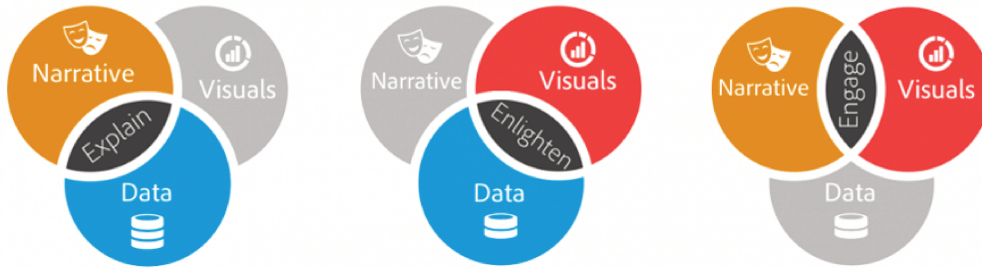 Narrative
Visuals
Explain
Data
Narrative
Visuals
Enlighten
Data
Narrative
Engage
Visuals
Data